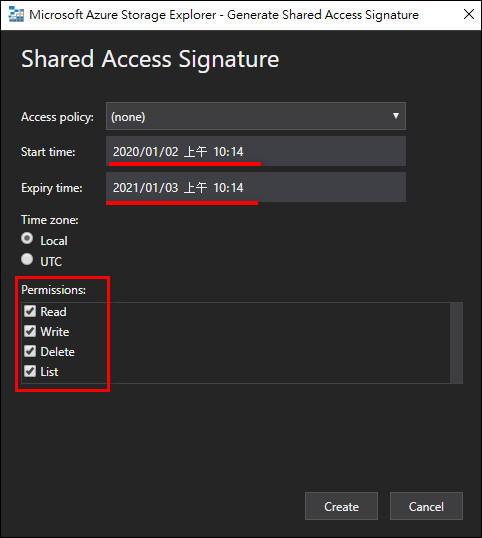 Microsoft Azure Storage Explorer - Generate Shared Access Signature
Shared Access Signature
Access policy: (none)
Start time: 2020/01/02 上午 10:14
Expiry time: 2021/01/03 上午 10:14
Time zone:
Local
UTC
Permissions:
Read
Write
Delete
List
Create Cancel